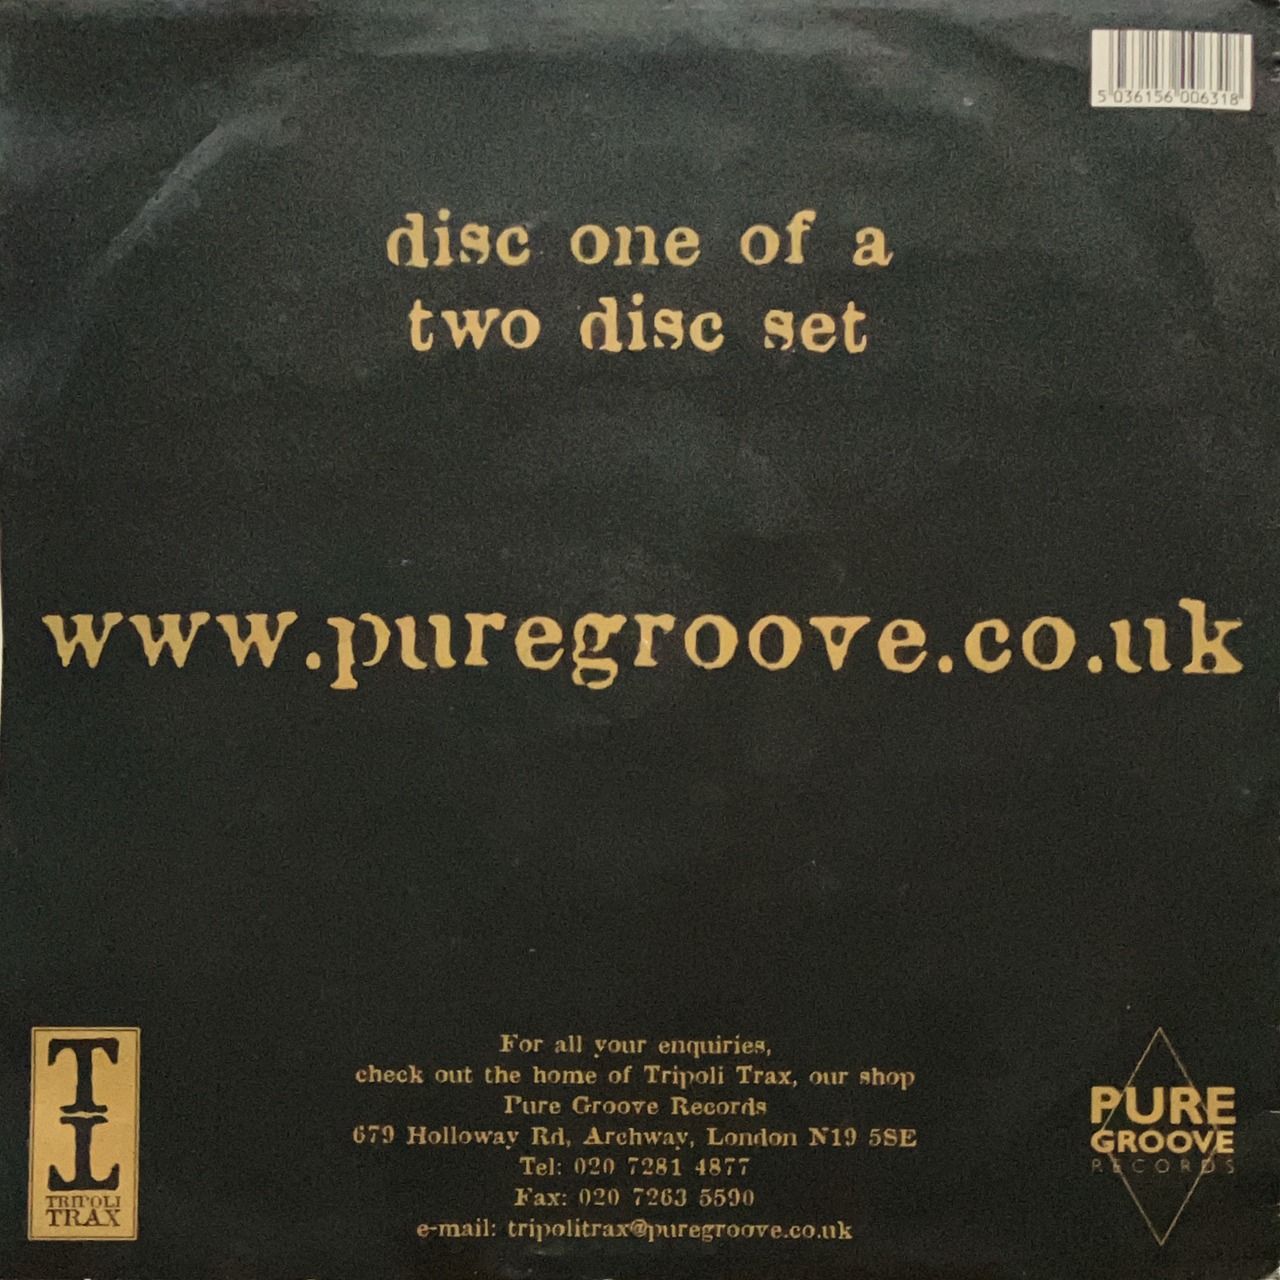 5 036156 006318
disc one of a
two disc set
www.puregroove.co.uk
For all your enquiries,
check out the home of Tripoli Trax, our shop
Pure Groove Records
679 Holloway Rd, Archway, London N19 5SE
Tel: 020 7281 4877
Fax: 020 7263 5590
e-mail: tripolitrax@puregroove.co.uk
TT
TRIPOLI
TRAX
PURE
GROOVE
RECORDS